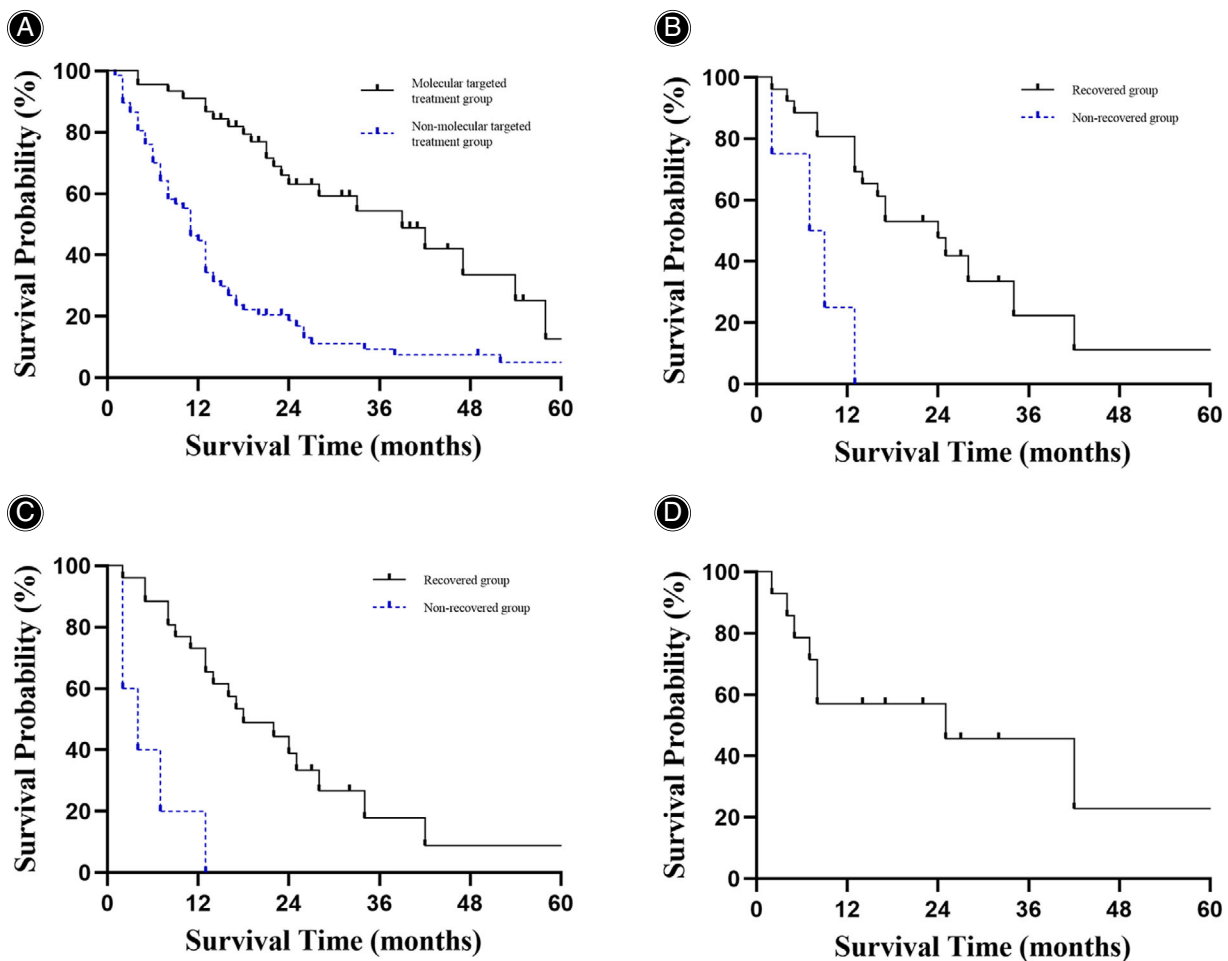 A
Survival Probability (%)
100
80
60
40
20
0
0 12 24 36 48 60
Survival Time (months)
Molecular targeted
treatment group
Non-molecular targeted
treatment group
B
Survival Probability (%)
100
80
60
40
20
0
0 12 24 36 48 60
Survival Time (months)
Recovered group
Non-recovered group
C
Survival Probability (%)
100
80
60
40
20
0
0 12 24 36 48 60
Survival Time (months)
Recovered group
Non-recovered group
D
Survival Probability (%)
100
80
60
40
20
0
0 12 24 36 48 60
Survival Time (months)